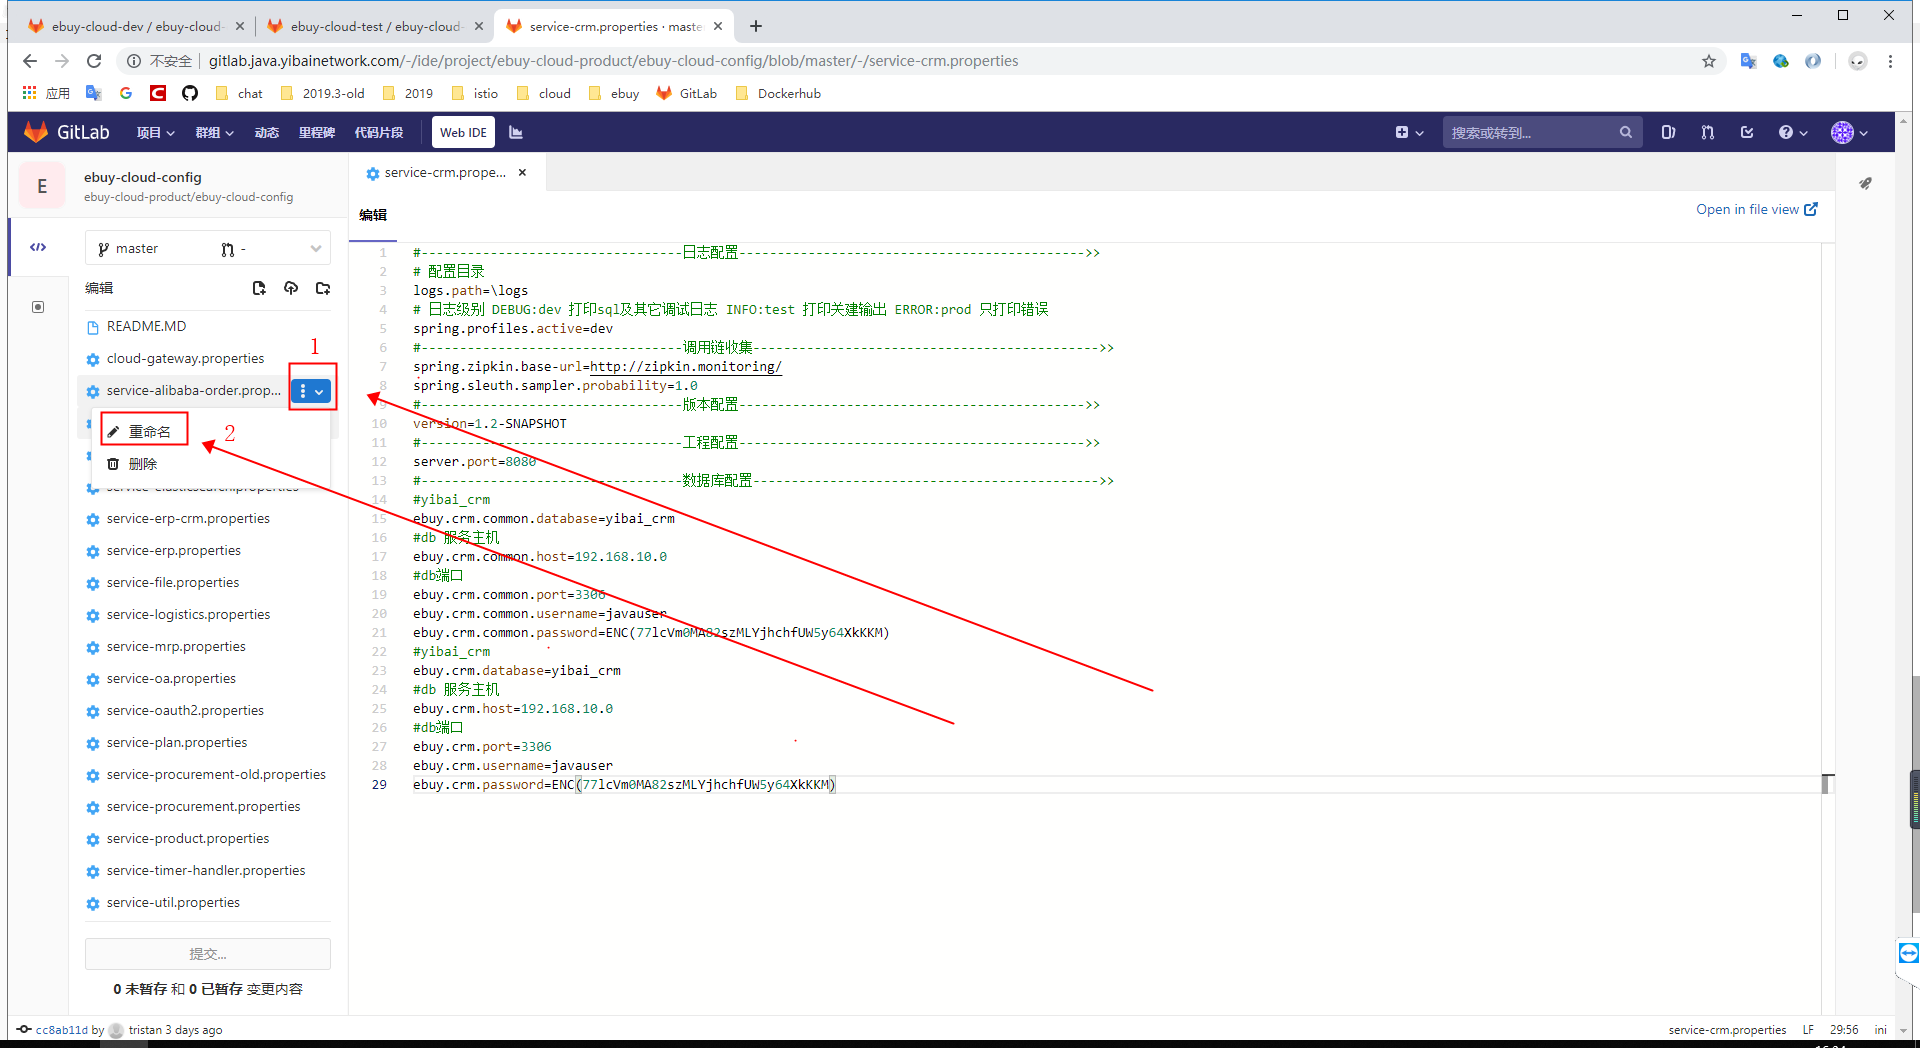 ebuy-cloud-dev / ebuy-cloud-
ebuy-cloud-test / ebuy-cloud-
service-crm.properties · maste
不安全
gitlab.java.yibainetwork.com/-/ide/project/ebuy-cloud-product/ebuy-cloud-config/blob/master/-/service-crm.properties
应用
chat
2019.3-old
2019
istio
cloud
ebuy
GitLab
Dockerhub
GitLab
项目
群组
动态
里程碑
代码片段
Web IDE
搜索或转到...
E
ebuy-cloud-config
ebuy-cloud-product/ebuy-cloud-config
master
-
编辑
README.MD
cloud-gateway.properties
1
service-alibaba-order.prop...
重命名
2
删除
service-elasticsearch.properties
service-erp-crm.properties
service-erp.properties
service-file.properties
service-logistics.properties
service-mrp.properties
service-oa.properties
service-oauth2.properties
service-plan.properties
service-procurement-old.properties
service-procurement.properties
service-product.properties
service-timer-handler.properties
service-util.properties
提交...
0 未暂存 和 0 已暂存 变更内容
service-crm.prope...
编辑
Open in file view
1 #----------------------------------日志配置--------------------------------------------->>
2 # 配置目录
3 logs.path=\logs
4 # 日志级别 DEBUG:dev 打印sql及其它调试日志 INFO:test 打印关建输出 ERROR:prod 只打印错误
5 spring.profiles.active=dev
6 #----------------------------------调用链收集--------------------------------------------->>
7 spring.zipkin.base-url=http://zipkin.monitoring/
8 spring.sleuth.sampler.probability=1.0
9 #----------------------------------版本配置--------------------------------------------->>
10 version=1.2-SNAPSHOT
11 #----------------------------------工程配置--------------------------------------------->>
12 server.port=8080
13 #----------------------------------数据库配置--------------------------------------------->>
14 #yibai_crm
15 ebuy.crm.common.database=yibai_crm
16 #db 服务主机
17 ebuy.crm.common.host=192.168.10.0
18 #db端口
19 ebuy.crm.common.port=3306
20 ebuy.crm.common.username=javauser
21 ebuy.crm.common.password=ENC(77lcVm0MA82szMLYjhchfUW5y64XkKKM)
22 #yibai_crm
23 ebuy.crm.database=yibai_crm
24 #db 服务主机
25 ebuy.crm.host=192.168.10.0
26 #db端口
27 ebuy.crm.port=3306
28 ebuy.crm.username=javauser
29 ebuy.crm.password=ENC(77lcVm0MA82szMLYjhchfUW5y64XkKKM)
cc8ab11d by tristan 3 days ago
service-crm.properties LF 29:56 ini